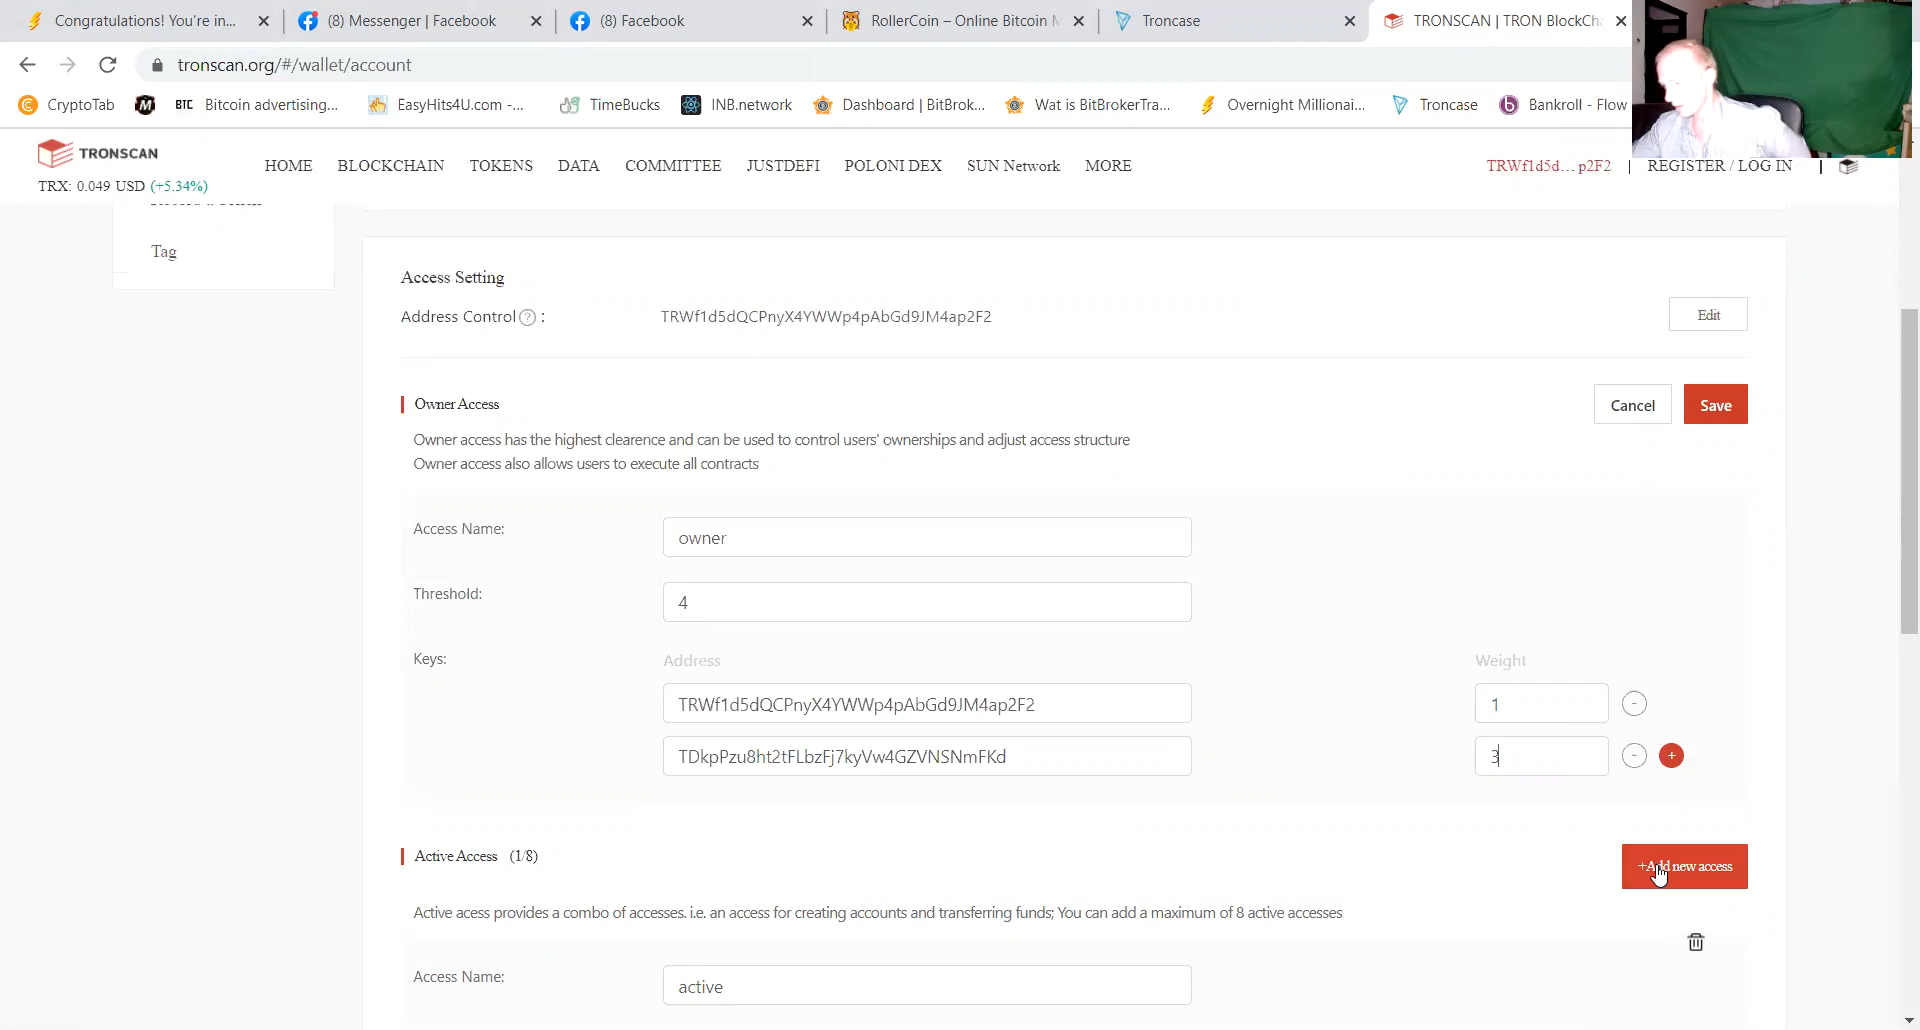 Congratulations! You're in...
(8) Messenger | Facebook
(8) Facebook
RollerCoin – Online Bitcoin M
Troncase
TRONSCAN | TRON BlockCha
tronscan.org/#/wallet/account
CryptoTab
BTC Bitcoin advertising...
EasyHits4U.com -...
TimeBucks
INB.network
Dashboard | BitBrok...
Wat is BitBrokerTra...
Overnight Millionai...
Troncase
Bankroll - Flow
TRONSCAN
TRX: 0.049 USD (+5.34%)
HOME
BLOCKCHAIN
TOKENS
DATA
COMMITTEE
JUSTDEFI
POLONI DEX
SUN Network
MORE
TRWf1d5d... p2F2
REGISTER / LOG IN
Tag
Access Setting
Address Control ? :
TRWf1d5dQCPnyX4YWWp4pAbGd9JM4ap2F2
Edit
Owner Access
Cancel
Save
Owner access has the highest clearence and can be used to control users' ownerships and adjust access structure
Owner access also allows users to execute all contracts
Access Name:
owner
Threshold:
4
Keys:
Address
Weight
TRWf1d5dQCPnyX4YWWp4pAbGd9JM4ap2F2
1
TDkpPzu8ht2tFLbzFj7kyVw4GZVNSNmFKd
3
Active Access (1/8)
+Add new access
Active acess provides a combo of accesses. i.e. an access for creating accounts and transferring funds; You can add a maximum of 8 active accesses
Access Name:
active